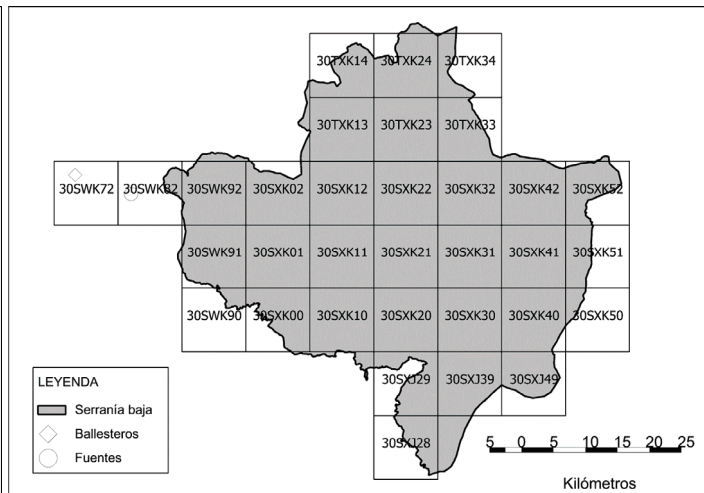 30TXK14 30TXK24 30TXK34
30TXK13 30TXK23 30TXK33
30SWK72 30SWK82 30SWK92 30SXK02 30SXK12 30SXK22 30SXK32 30SXK42 30SXK52
30SWK91 30SXK01 30SXK11 30SXK21 30SXK31 30SXK41 30SXK51
30SWK90 30SXK00 30SXK10 30SXK20 30SXK30 30SXK40 30SXK50
30SXJ29 30SXJ39 30SXJ49
30SXJ28
LEYENDA
Serranía baja
Ballesteros
Fuentes
5 0 5 10 15 20 25
Kilómetros